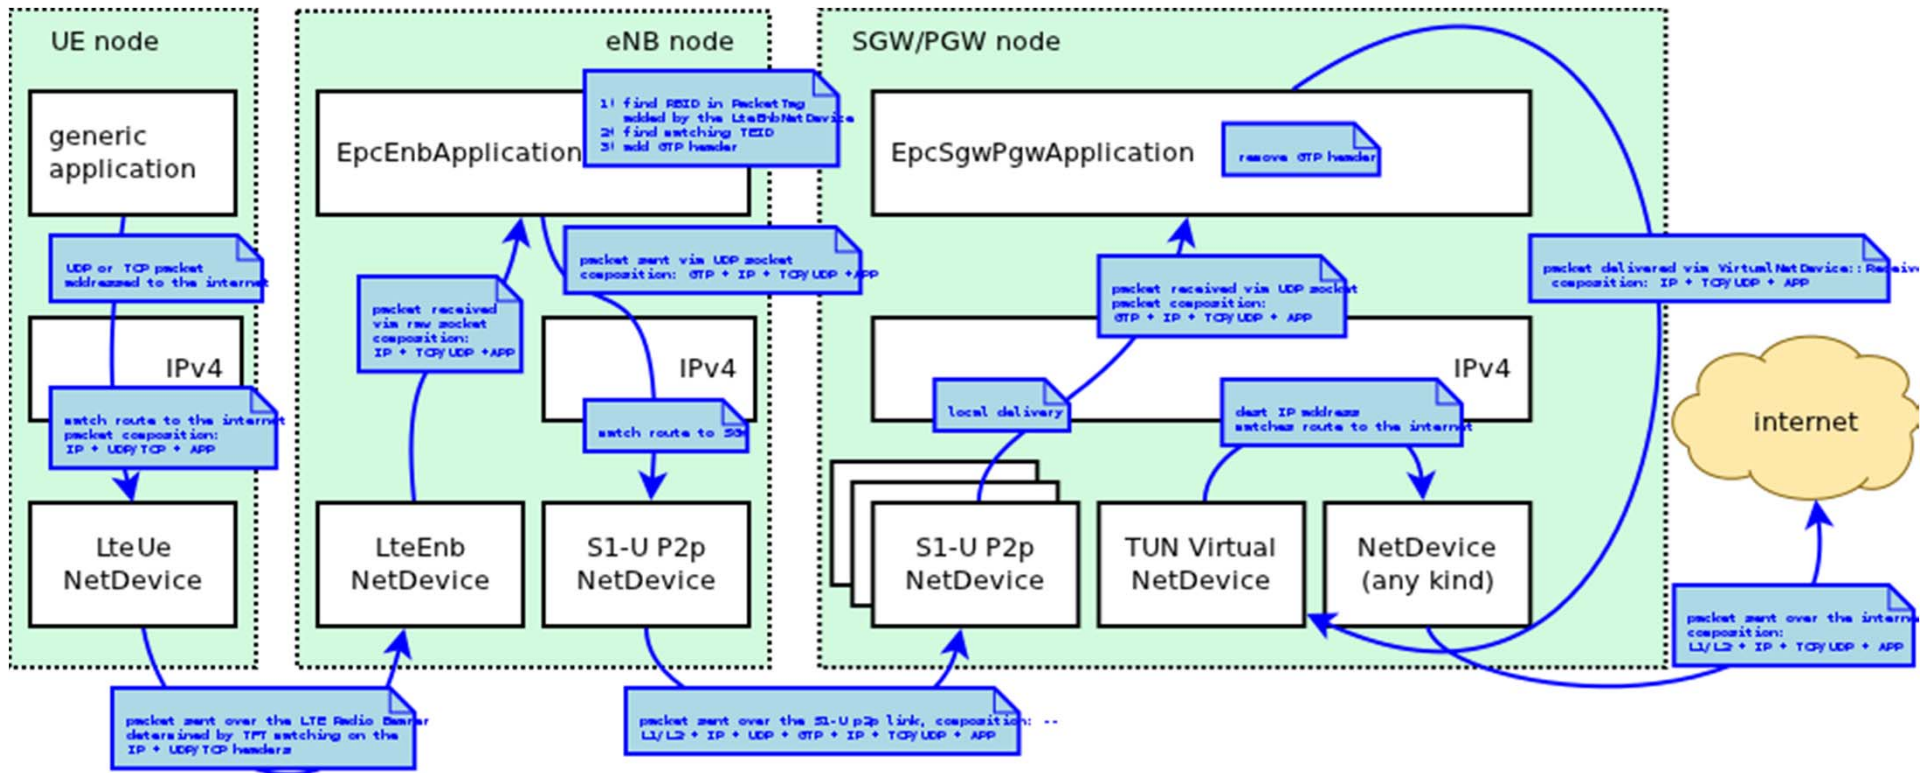 UE node
eNB node
SGW/PGW node
generic
application
EpcEnbApplication
1) find RBID in PacketTag
added by the LteEnbNetDevice
2) find matching TEID
3) add GTP header
EpcSgwPgwApplication
remove GTP header
UDP or TCP packet
addressed to the internet
packet sent via UDP socket
composition: GTP + IP + TCP/UDP +APP
packet received
via raw socket
composition:
IP + TCP/UDP +APP
packet received via UDP socket
packet composition:
GTP + IP + TCP/UDP + APP
packet delivered via VirtualNetDevice::Receive
composition: IP + TCP/UDP + APP
IPv4
IPv4
IPv4
match route to the internet
packet composition:
IP + UDP/TCP + APP
match route to SGW
local delivery
dest IP address
matches route to the internet
internet
LteUe
NetDevice
LteEnb
NetDevice
S1-U P2p
NetDevice
S1-U P2p
NetDevice
TUN Virtual
NetDevice
NetDevice
(any kind)
packet sent over the
composition:
L1/L2 + IP + TCP/UDP + APP
packet sent over the LTE Radio Bearer
determined by TFT matching on the
IP + UDP/TCP headers
packet sent over the S1-U p2p link, composition: --
L1/L2 + IP + UDP + GTP + IP + TCP/UDP + APP